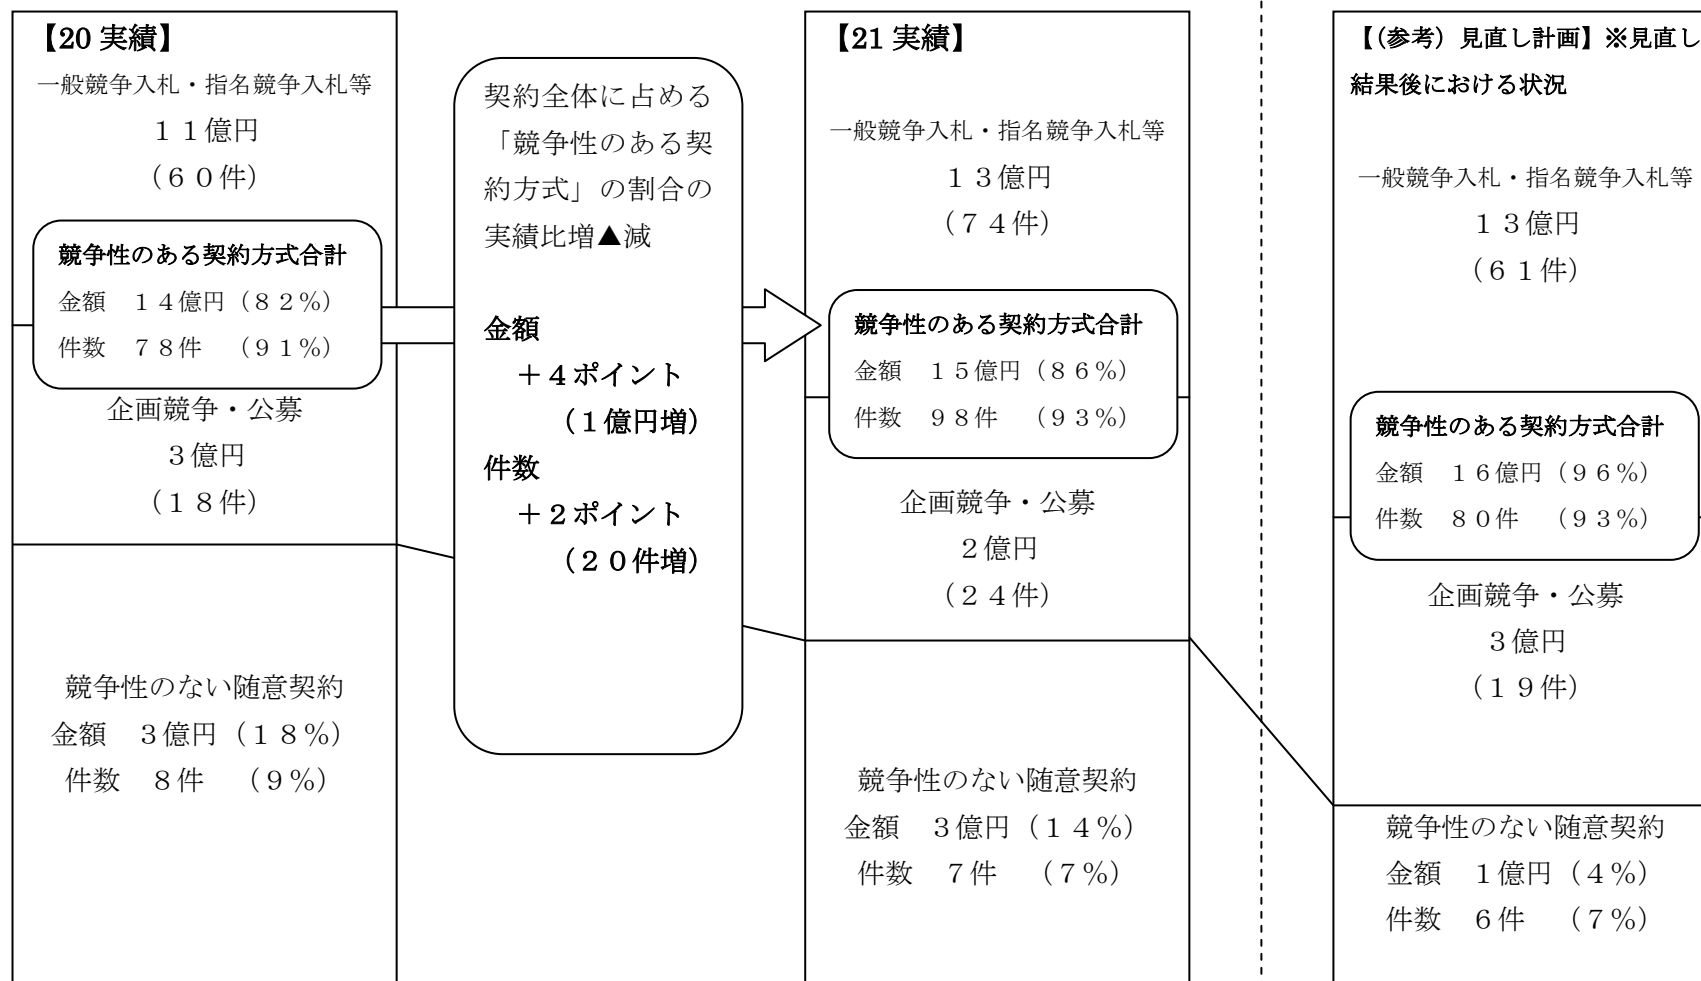 【20 実績】
一般競争入札・指名競争入札等
１１億円
（６０件）
競争性のある契約方式合計
金額　１４億円（８２％）
件数　７８件　（９１％）
企画競争・公募
３億円
（１８件）
競争性のない随意契約
金額　３億円（１８％）
件数　８件　（９％）
契約全体に占める
「競争性のある契
約方式」の割合の
実績比増▲減
金額
＋４ポイント
（１億円増）
件数
＋２ポイント
（２０件増）
【21 実績】
一般競争入札・指名競争入札等
１３億円
（７４件）
競争性のある契約方式合計
金額　１５億円（８６％）
件数　９８件　（９３％）
企画競争・公募
２億円
（２４件）
競争性のない随意契約
金額　３億円（１４％）
件数　７件　（７％）
【(参考）見直し計画】※見直し
結果後における状況
一般競争入札・指名競争入札等
１３億円
（６１件）
競争性のある契約方式合計
金額　１６億円（９６％）
件数　８０件　（９３％）
企画競争・公募
３億円
（１９件）
競争性のない随意契約
金額　１億円（４％）
件数　６件　（７％）